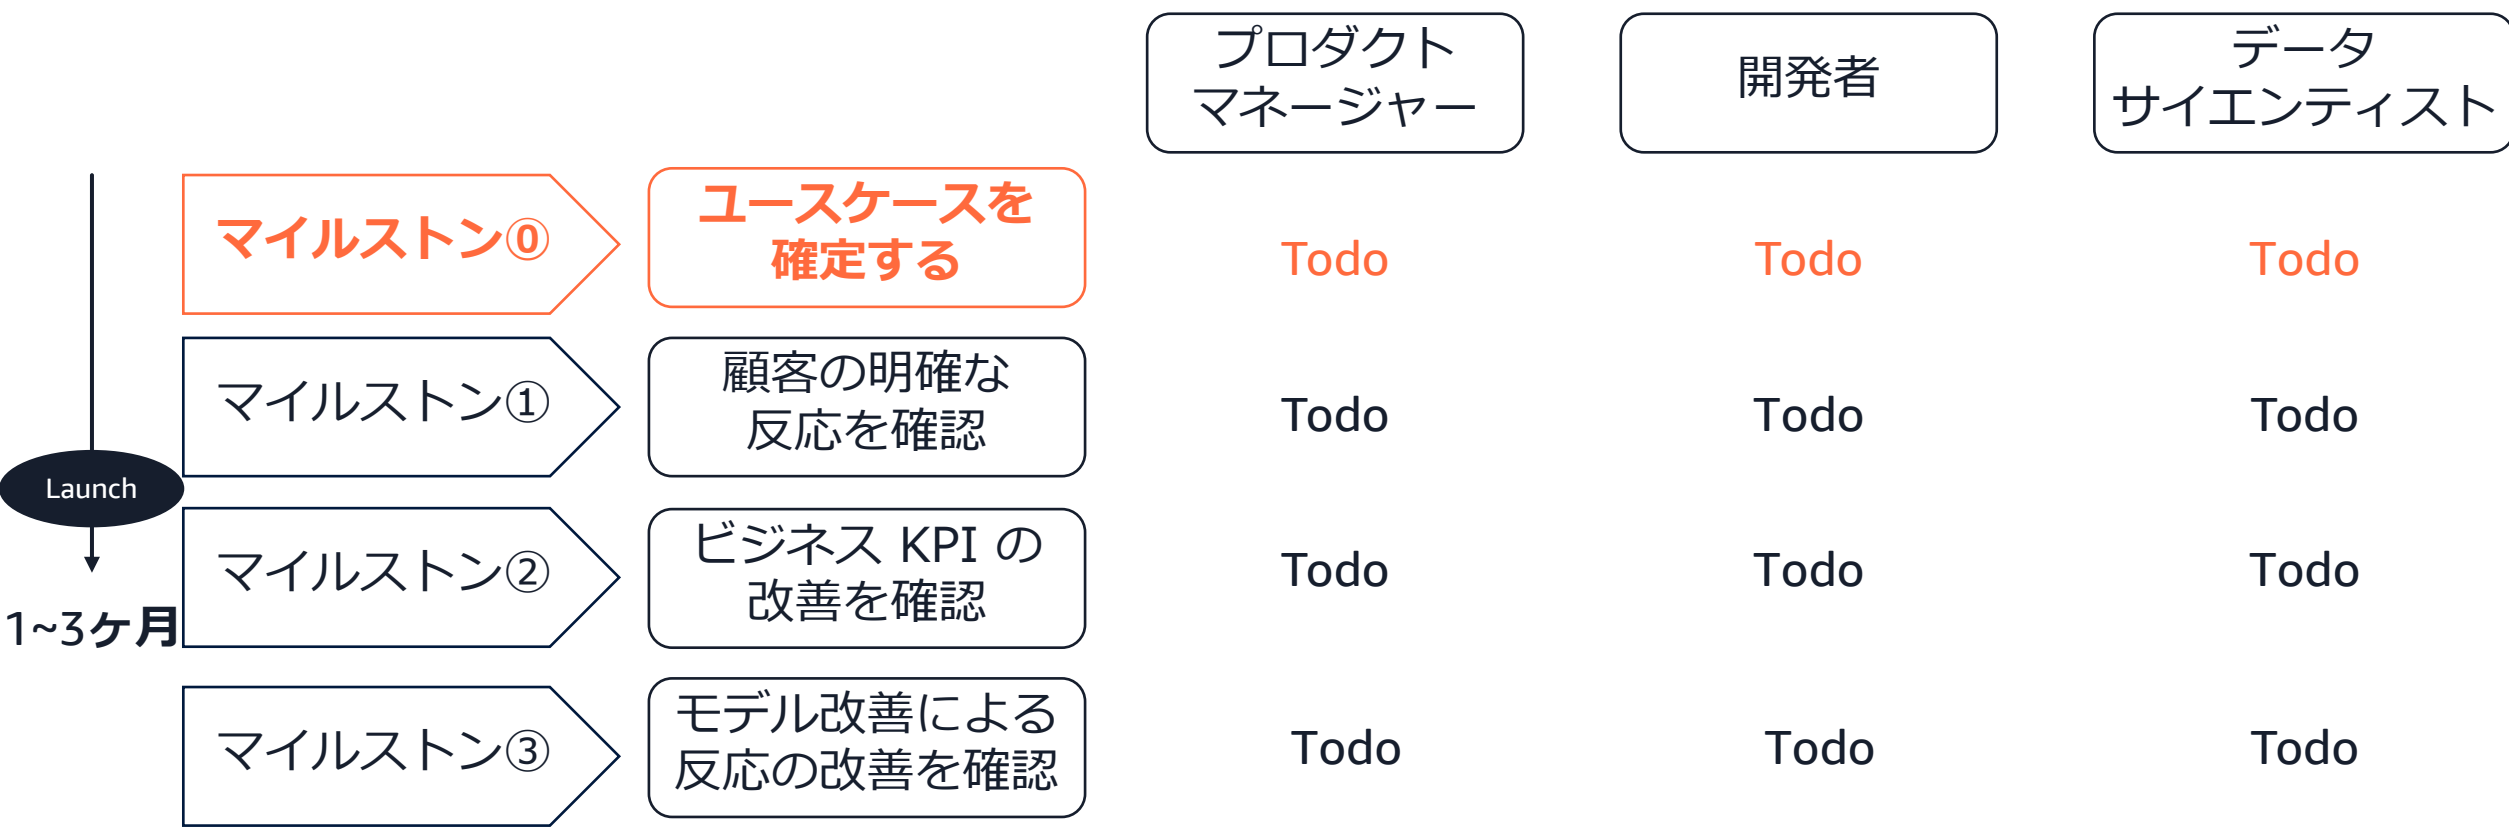 プロダクト
マネージャー
開発者
データ
サイエンティスト
マイルストン⓪
ユースケースを
確定する
Todo
Todo
Todo
マイルストン①
顧客の明確な
反応を確認
Todo
Todo
Todo
Launch
マイルストン②
ビジネス KPI の
改善を確認
Todo
Todo
Todo
1~3ヶ月
マイルストン③
モデル改善による
反応の改善を確認
Todo
Todo
Todo